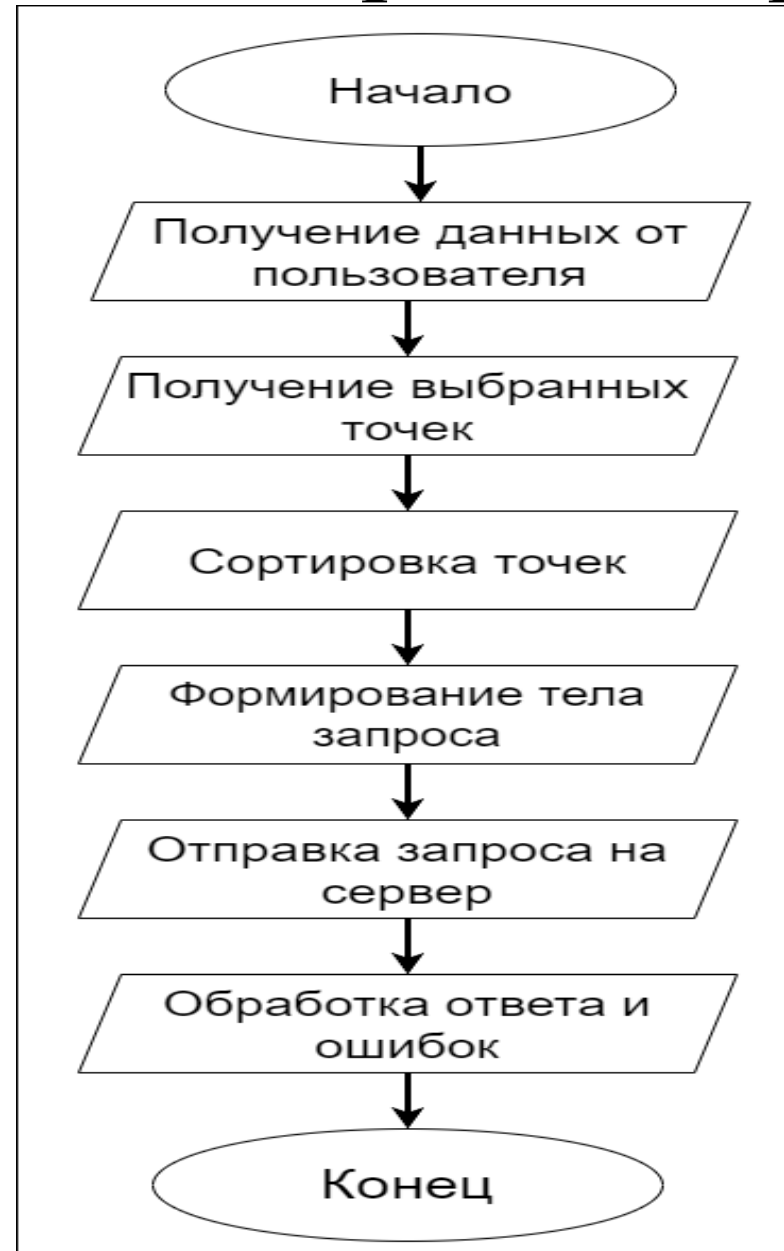 Начало
Получение данных от
пользователя
Получение выбранных
точек
Сортировка точек
Формирование тела
запроса
Отправка запроса на
сервер
Обработка ответа и
ошибок
Конец